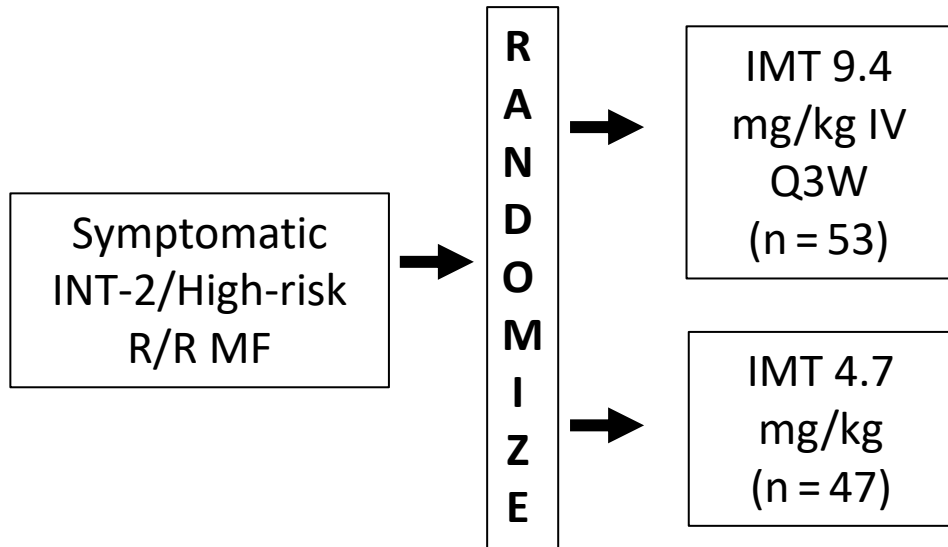 Symptomatic
INT-2/High-risk
R/R MF
R
A
N
D
O
M
I
Z
E
IMT 9.4
mg/kg IV
Q3W
(n = 53)
IMT 4.7
mg/kg
(n = 47)